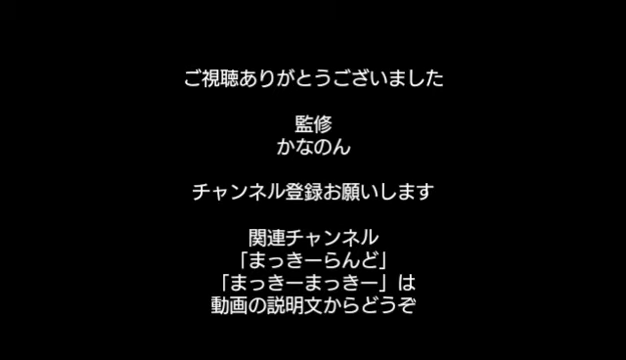 ご視聴ありがとうございました
監修
かなのん
チャンネル登録お願いします
関連チャンネル
「まっきーらんど」
「まっきーまっきー」は
動画の説明文からどうぞ